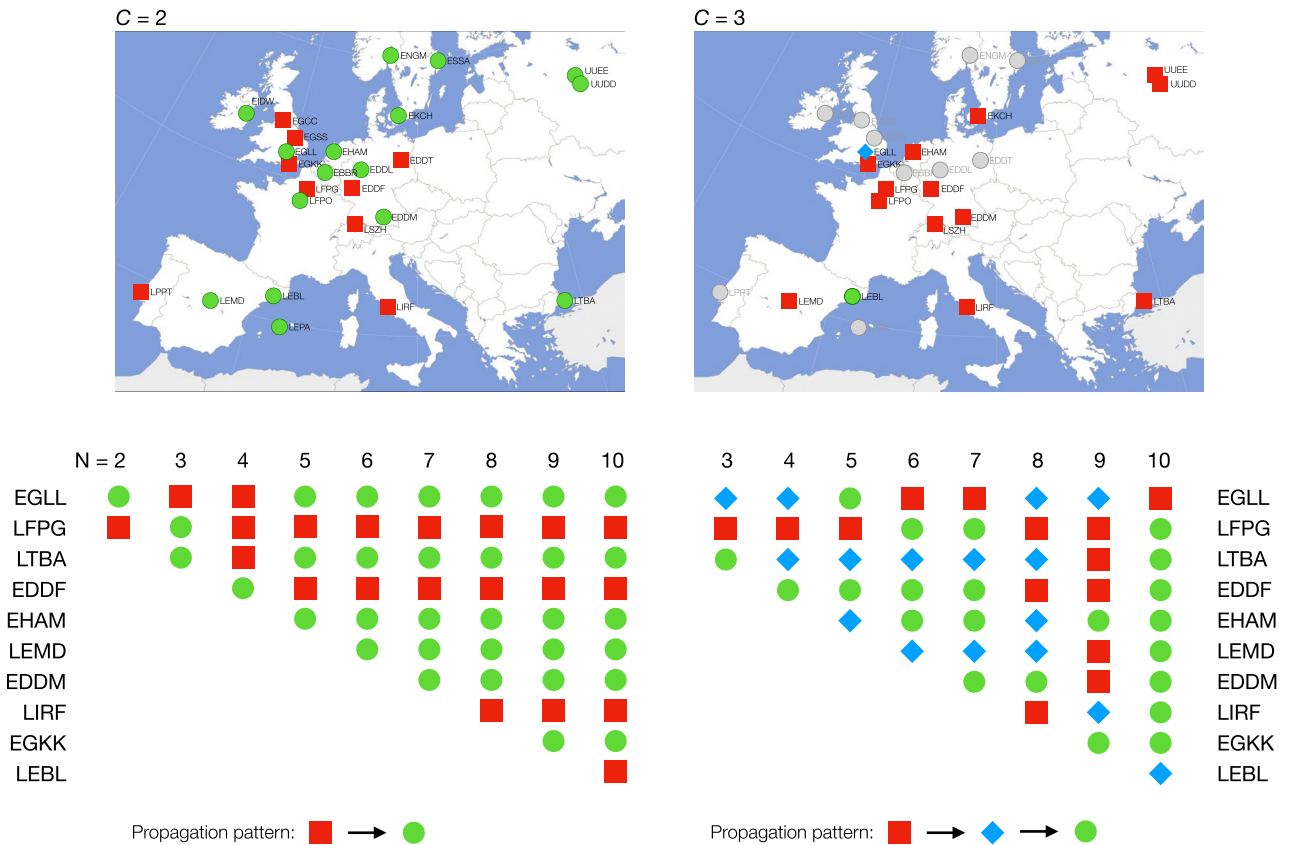 C = 2
C = 3
ENGM
ESSA
UUEE
UUDD
EIDW
EGCC
EKCH
EGSS
EGLL
EHAM
EGKK
EDDT
EBBR
EDDL
LFPG
EDDF
LFPO
EDDM
LSZH
LPPT
LEMD
LEBL
LIRF
LTBA
LEPA
ENGM
UUEE
UUDD
EKCH
EGLL
EHAM
EGKK
EDDT
EDDL
LFPG
EDDF
LFPO
EDDM
LSZH
LPPT
LEMD
LEBL
LIRF
LTBA
N = 2 3 4 5 6 7 8 9 10
3 4 5 6 7 8 9 10
EGLL EGLL
LFPG LFPG
LTBA LTBA
EDDF EDDF
EHAM EHAM
LEMD LEMD
EDDM EDDM
LIRF LIRF
EGKK EGKK
LEBL LEBL
Propagation pattern:
Propagation pattern: